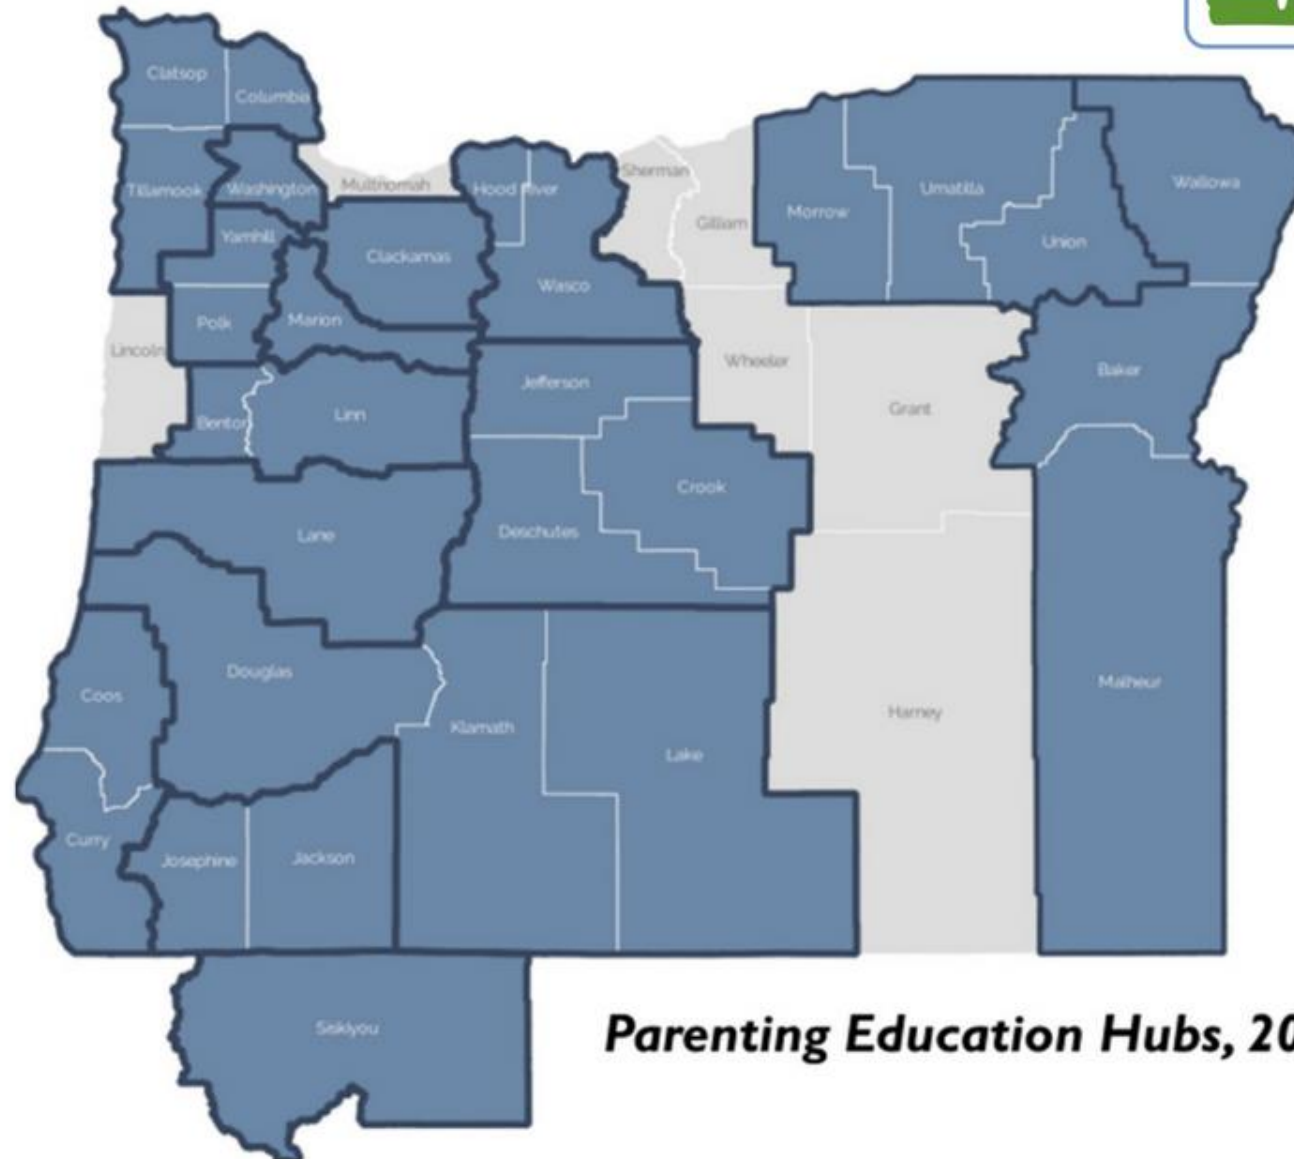 Clatsop
Columbia
Tillamook
Washington
Multnomah
Hood River
Sherman
Gilliam
Morrow
Umatilla
Union
Wallowa
Yamhill
Clackamas
Wasco
Polk
Marion
Lincoln
Jefferson
Wheeler
Grant
Baker
Benton
Linn
Crook
Deschutes
Lane
Douglas
Coos
Klamath
Lake
Harney
Malheur
Curry
Josephine
Jackson
Siskiyou
Parenting Education Hubs, 20